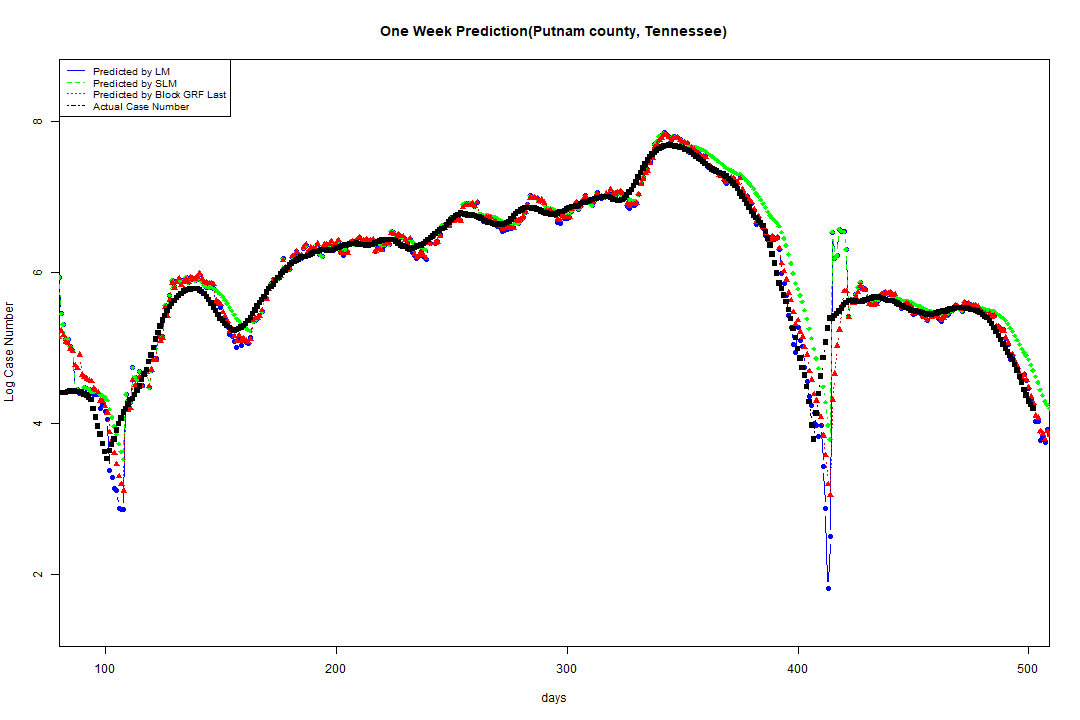 One Week Prediction(Putnam county, Tennessee)
Predicted by LM
Predicted by SLM
Predicted by Block GRF Last
Actual Case Number
Log Case Number
8
6
4
2
100 200 300 400 500
days